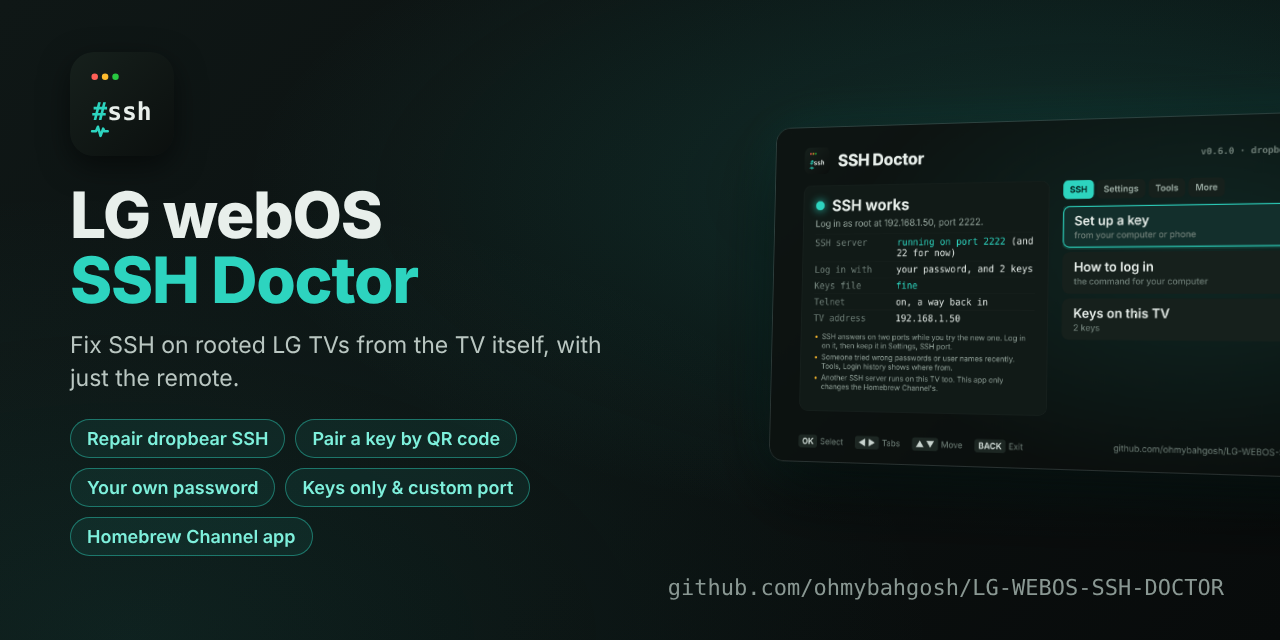 #ssh
LG webOS
SSH Doctor
Fix SSH on rooted LG TVs from the TV itself, with
just the remote.
Repair dropbear SSH
Pair a key by QR code
Your own password
Keys only & custom port
Homebrew Channel app
#ssh
SSH Doctor
v0.6.0 · dropbe
SSH works
Log in as root at 192.168.1.50, port 2222.
SSH server running on port 2222 (and
22 for now)
Log in with your password, and 2 keys
Keys file fine
Telnet on, a way back in
TV address 192.168.1.50
• SSH answers on two ports while you try the new one. Log in
on it, then keep it in Settings, SSH port.
• Someone tried wrong passwords or user names recently.
Tools, Login history shows where from.
• Another SSH server runs on this TV too. This app only
changes the Homebrew Channel's.
SSH Settings Tools More
Set up a key
from your computer or phone
How to log in
the command for your computer
Keys on this TV
2 keys
OK Select ◀▶ Tabs ▲▼ Move BACK Exit
github.com/ohmybahgosh/LG-WEBOS-
github.com/ohmybahgosh/LG-WEBOS-SSH-DOCTOR